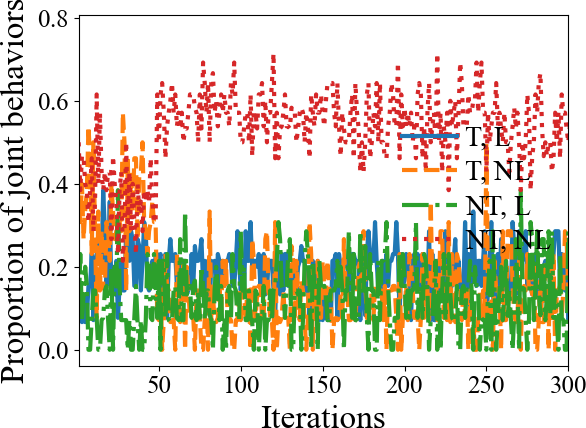 Proportion of joint behaviors
0.8
0.6
0.4
0.2
0.0
T, L
T, NL
NT, L
NT, NL
50
100
150
200
250
300
Iterations